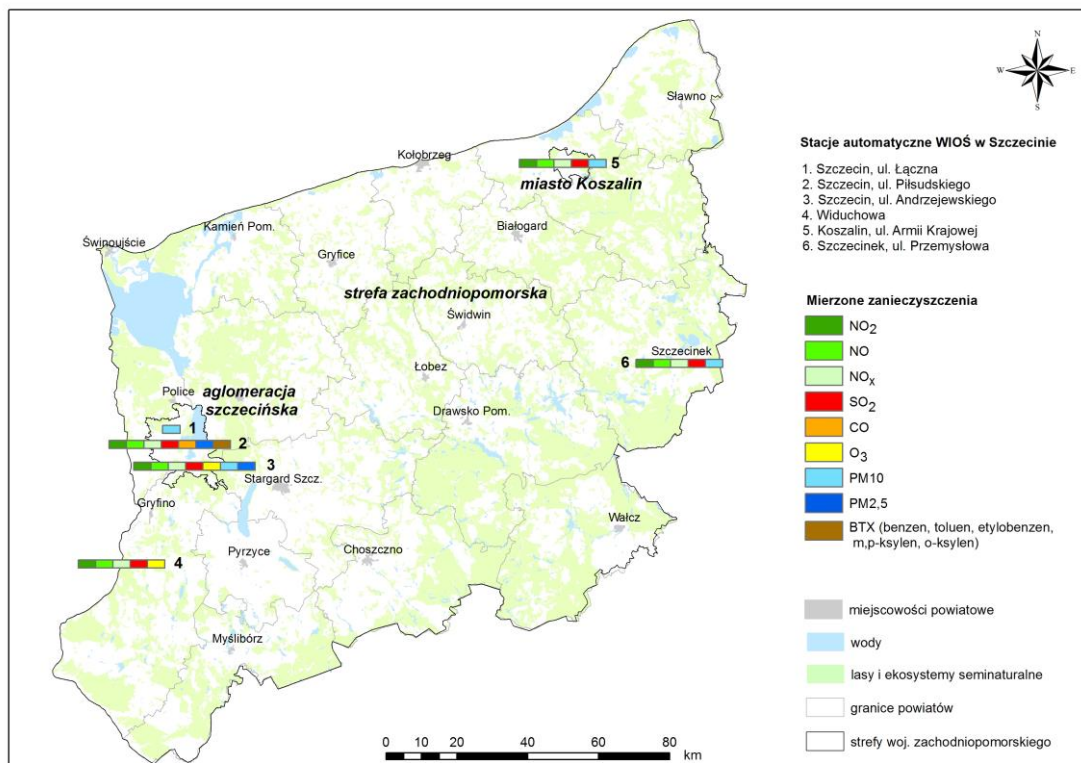 N
W
E
S
Sławno
Kołobrzeg
5
miasto Koszalin
Białogard
Kamień Pom.
Świnoujście
Gryfice
strefa zachodniopomorska
Świdwin
6
Szczecinek
Łobez
Police
aglomeracja
szczecińska
Drawsko Pom.
1
2
3
Stargard Szcz.
Gryfino
Wałcz
4
Pyrzyce
Choszczno
Myślibórz
0 10 20 40 60 80
km
Stacje automatyczne WIOŚ w Szczecinie
1. Szczecin, ul. Łączna
2. Szczecin, ul. Piłsudskiego
3. Szczecin, ul. Andrzejewskiego
4. Widuchowa
5. Koszalin, ul. Armii Krajowej
6. Szczecinek, ul. Przemysłowa
Mierzone zanieczyszczenia
NO2
NO
NOx
SO2
CO
O3
PM10
PM2,5
BTX (benzen, toluen, etylobenzen,
m,p-ksylen, o-ksylen)
miejscowości powiatowe
wody
lasy i ekosystemy seminaturalne
granice powiatów
strefy woj. zachodniopomorskiego